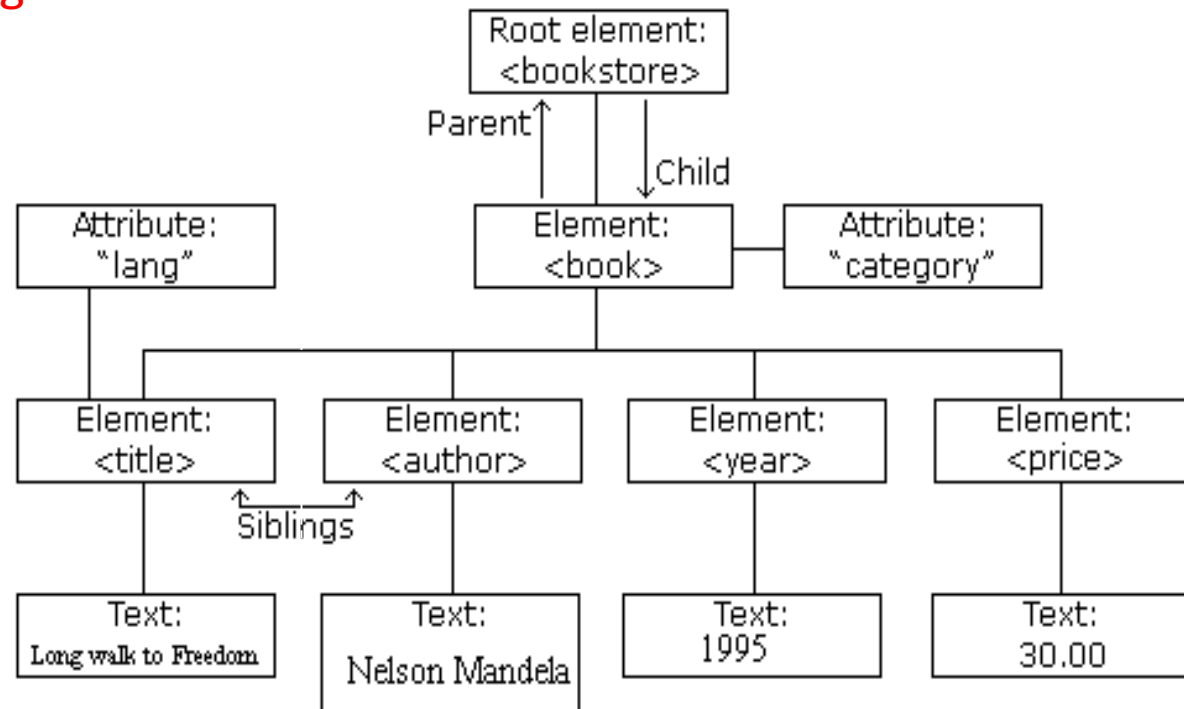 g
Root element:
<bookstore>
Parent
Child
Attribute:
"lang"
Element:
<book>
Attribute:
"category"
Element:
<title>
Element:
<author>
Element:
<year>
Element:
<price>
Siblings
Text:
Long walk to Freedom
Text:
Nelson Mandela
Text:
1995
Text:
30.00